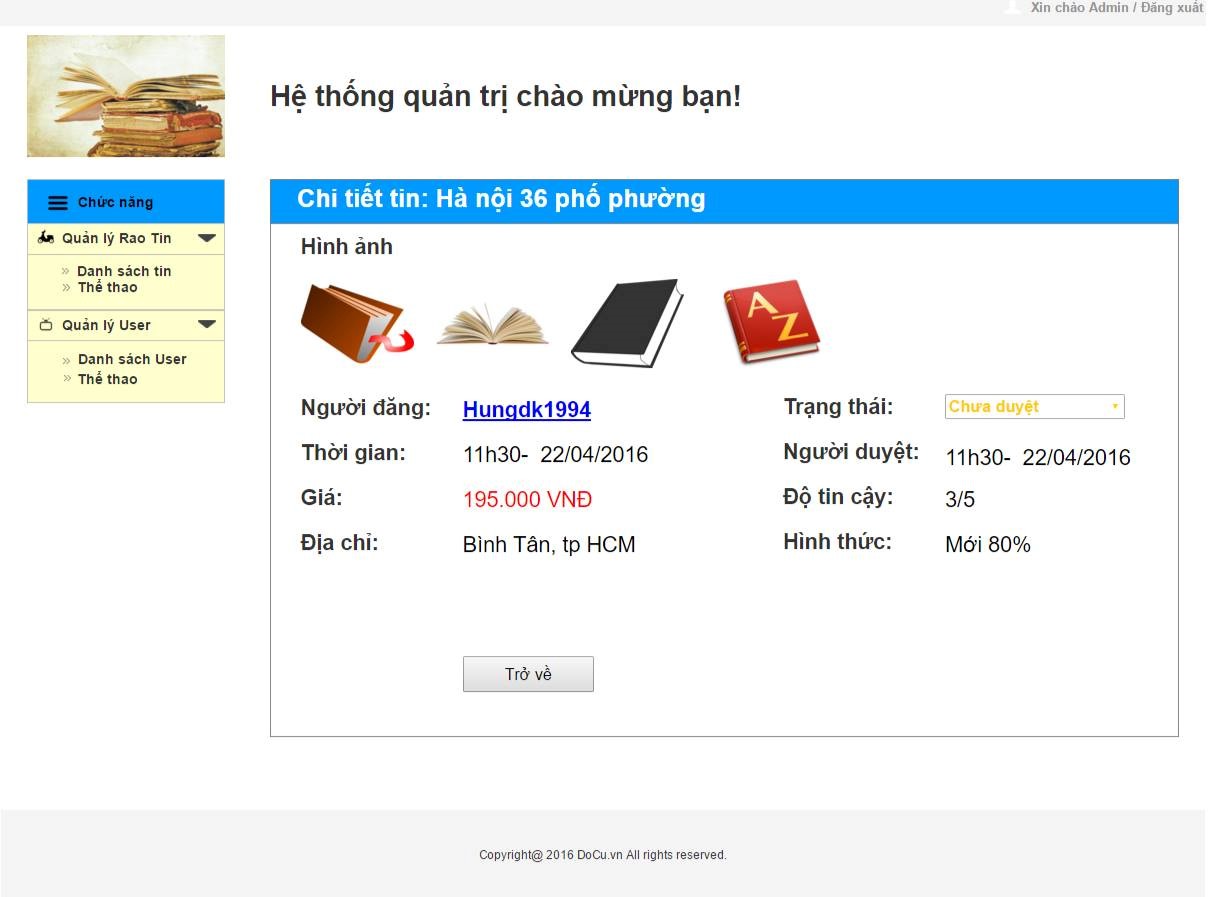 Xin chào Admin / Đăng xuất
Hệ thống quản trị chào mừng bạn!
Chức năng
Quản lý Rao Tin
» Danh sách tin
» Thể thao
Quản lý User
» Danh sách User
» Thể thao
Chi tiết tin: Hà nội 36 phố phường
Hình ảnh
A
Z
Người đăng: Hungdk1994 Trạng thái: Chưa duyệt
Thời gian: 11h30- 22/04/2016 Người duyệt: 11h30- 22/04/2016
Giá: 195.000 VNĐ Độ tin cậy: 3/5
Địa chỉ: Bình Tân, tp HCM Hình thức: Mới 80%
Trở về
Copyright@ 2016 DoCu.vn All rights reserved.